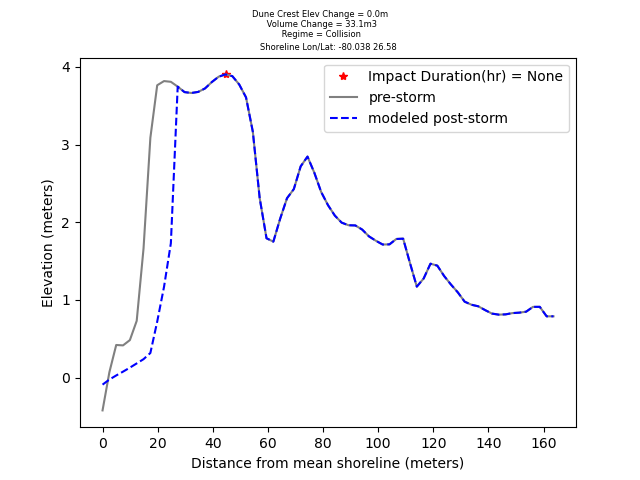 Dune Crest Elev Change = 0.0m
Volume Change = 33.1m3
Regime = Collision
Shoreline Lon/Lat: -80.038 26.58
Impact Duration(hr) = None
pre-storm
modeled post-storm
4
3
2
1
0
Elevation (meters)
0 20 40 60 80 100 120 140 160
Distance from mean shoreline (meters)